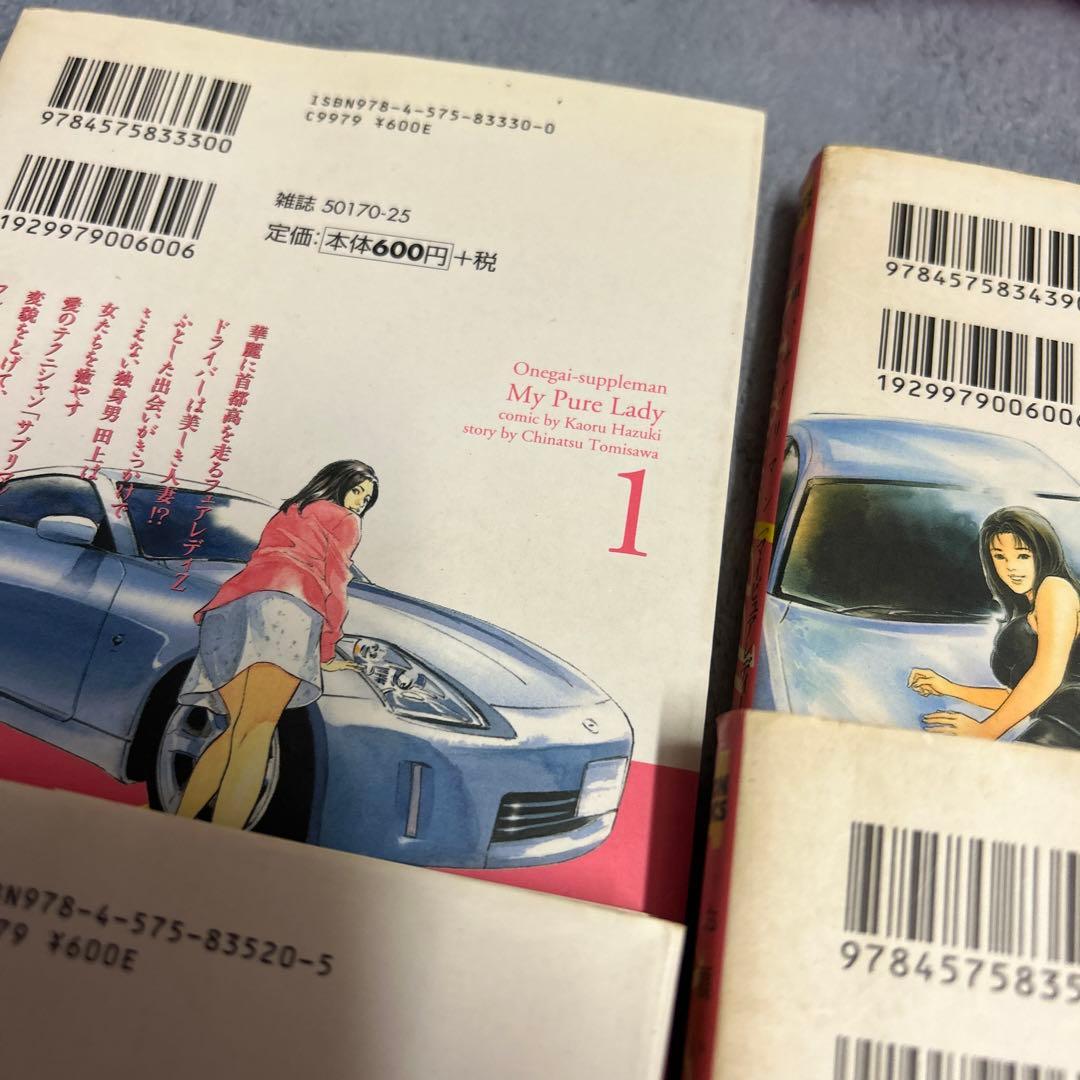 9784575833300
ISBN978-4-575-83330-0
C9979 ¥600E
1929979006006
雑誌 50170-25
定価：本体600円+税
華麗に首都高を走るフェアレディZ
ドライバーは美しき人妻!?
ふとした出会いがきっかけで
さえない独身男 田上は
女たちを癒やす
愛のテクニシャン「サプリマン
変貌をとげて、
Onegai-suppleman
My Pure Lady
comic by Kaoru Hazuki
story by Chinatsu Tomisawa
1
978457583439
1929979006006
BN978-4-575-83520-5
79 ¥600E
9784575835